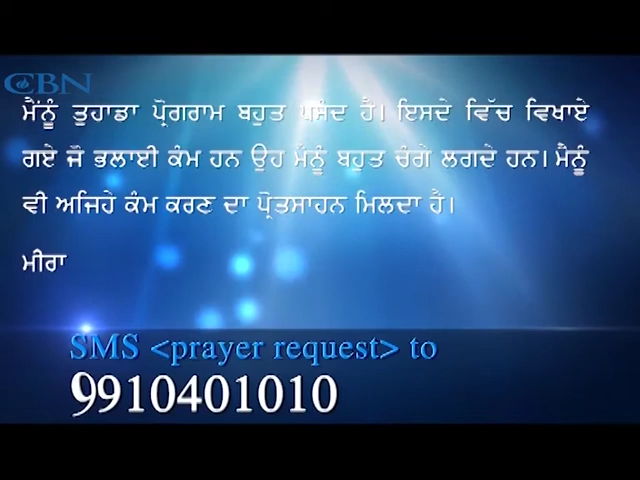 CBN
ਮੈਂਨੂੰ ਤੁਹਾਡਾ ਪ੍ਰੋਗਰਾਮ ਬਹੁਤ ਪਸੰਦ ਹੈ। ਇਸਦੇ ਵਿੱਚ ਵਿਖਾਏ
ਗਏ ਜੋ ਭਲਾਈ ਕੰਮ ਹਨ ਉਹ ਮੈਨੂੰ ਬਹੁਤ ਚੰਗੇ ਲਗਦੇ ਹਨ। ਮੈਨੂੰ
ਵੀ ਅਜਿਹੇ ਕੰਮ ਕਰਣ ਦਾ ਪ੍ਰੋਤਸਾਹਨ ਮਿਲਦਾ ਹੈ।
ਮੀਰਾ
SMS <prayer request> to
9910401010